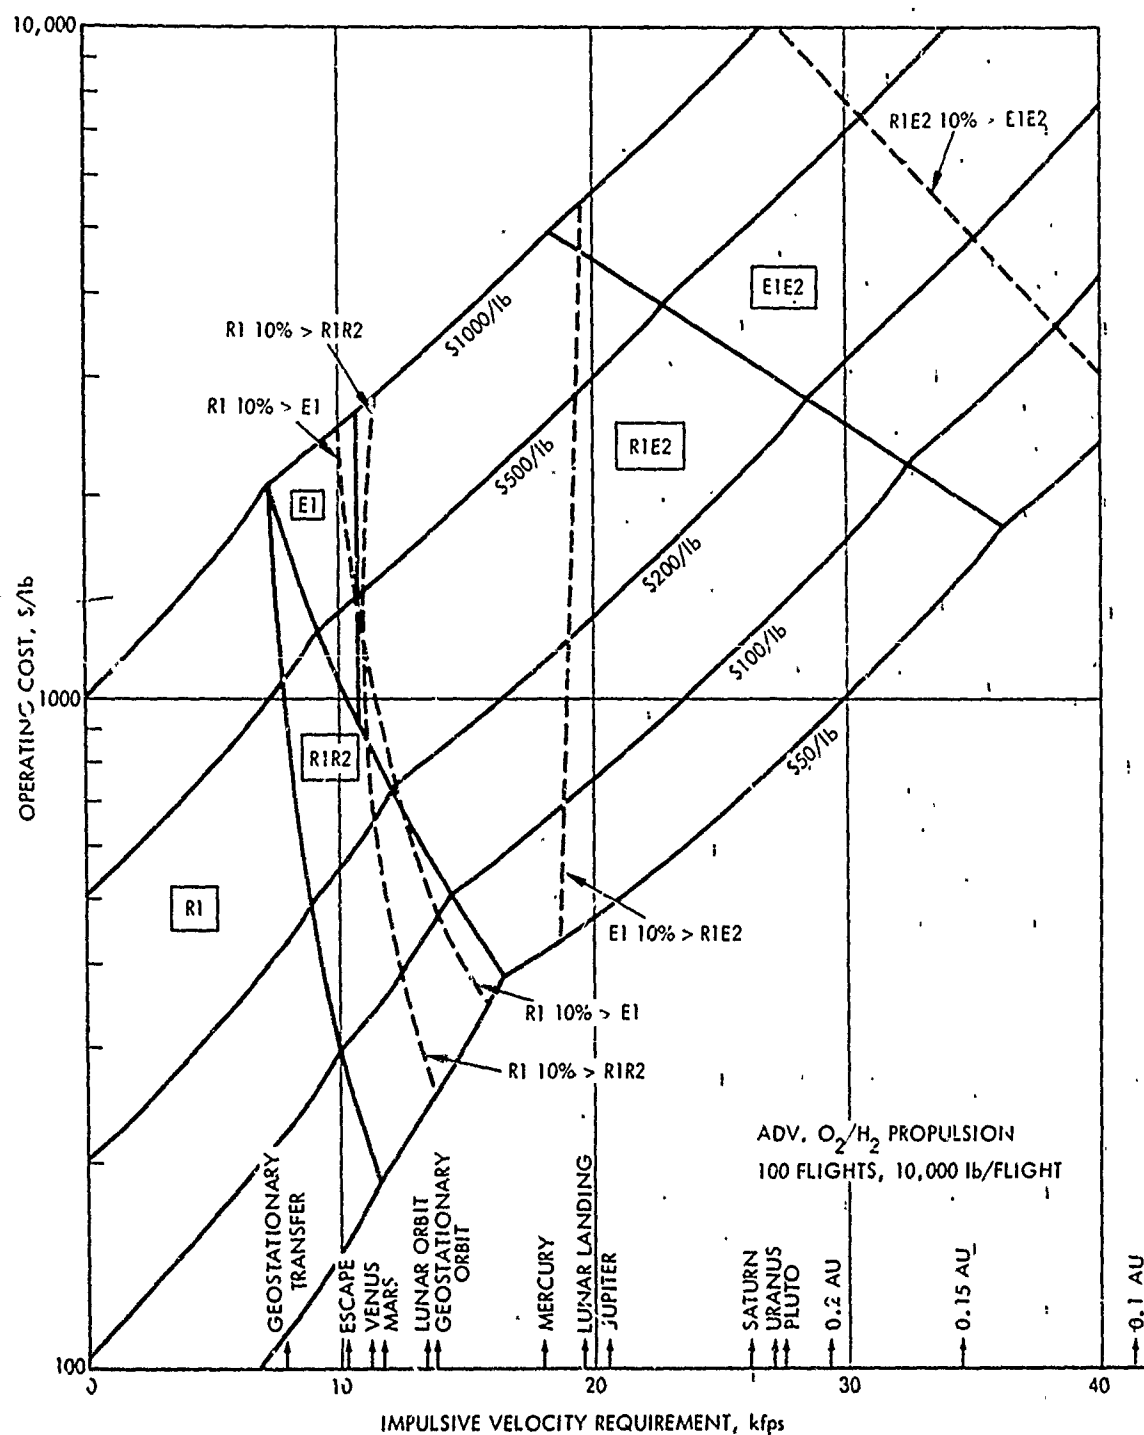 10,000
R1E2 10% > E1E2
E1E2
R1 10% > R1R2
$1000/lb
R1 10% > E1
R1E2
$500/lb
E1
$200/lb
OPERATING COST, $/lb
$100/lb
1000
$50/lb
R1R2
R1
E1 10% > R1E2
R1 10% > E1
R1 10% > R1R2
ADV. O2/H2 PROPULSION
100 FLIGHTS, 10,000 lb/FLIGHT
GEOSTATIONARY
TRANSFER
ESCAPE
VENUS
MARS
LUNAR ORBIT
GEOSTATIONARY
ORBIT
MERCURY
LUNAR LANDING
JUPITER
SATURN
URANUS
PLUTO
0.2 AU
0.15 AU
0.1 AU
100
0
10
20
30
40
IMPULSIVE VELOCITY REQUIREMENT, kfps